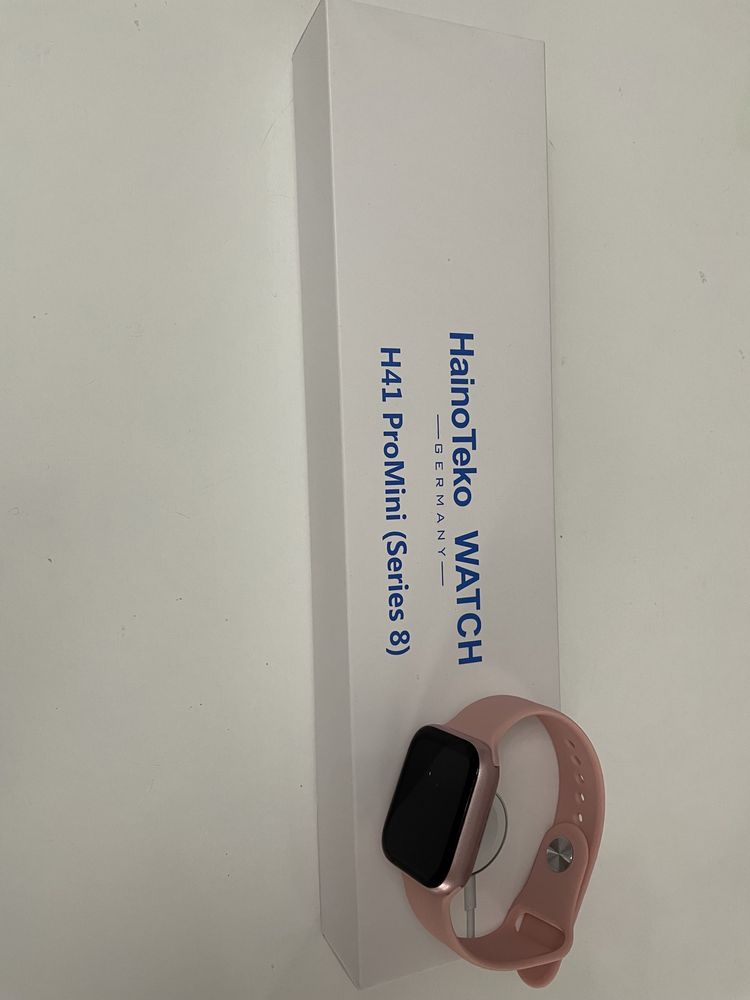 HainoTeko WATCH
GERMANY
H41 ProMini (Series 8)